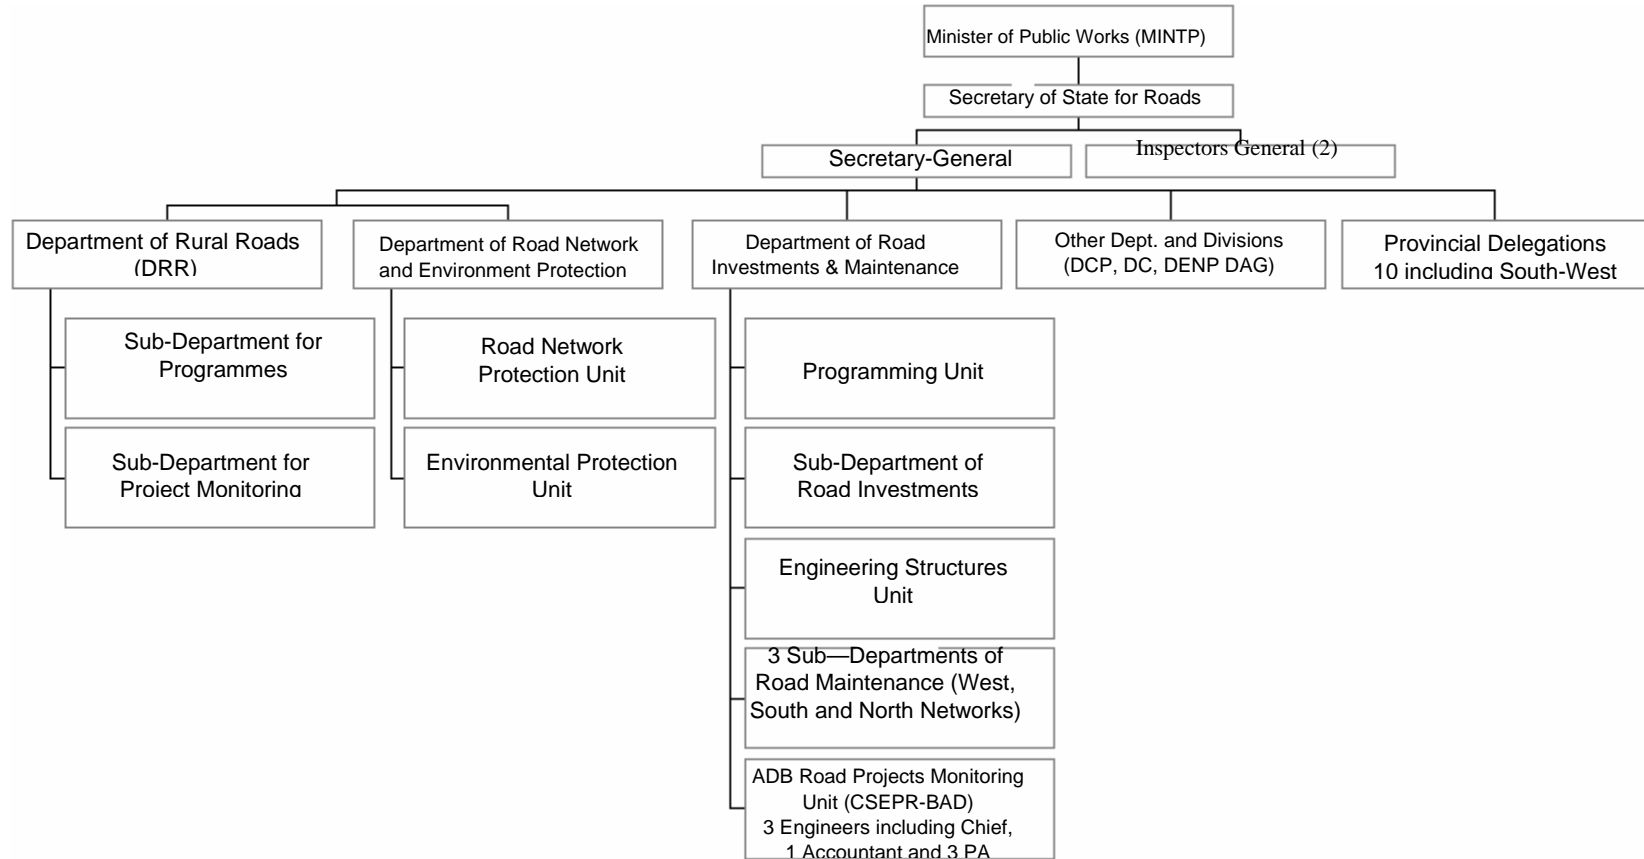 Minister of Public Works (MINTP)
Secretary of State for Roads
Secretary-General
Inspectors General (2)
Department of Rural Roads
(DRR)
Department of Road Network
and Environment Protection
Department of Road
Investments & Maintenance
Other Dept. and Divisions
(DCP, DC, DENP DAG)
Provincial Delegations
10 including South-West
Sub-Department for
Programmes
Road Network
Protection Unit
Programming Unit
Sub-Department for
Project Monitoring
Environmental Protection
Unit
Sub-Department of
Road Investments
Engineering Structures
Unit
3 Sub—Departments of
Road Maintenance (West,
South and North Networks)
ADB Road Projects Monitoring
Unit (CSEPR-BAD)
3 Engineers including Chief,
1 Accountant and 3 PA